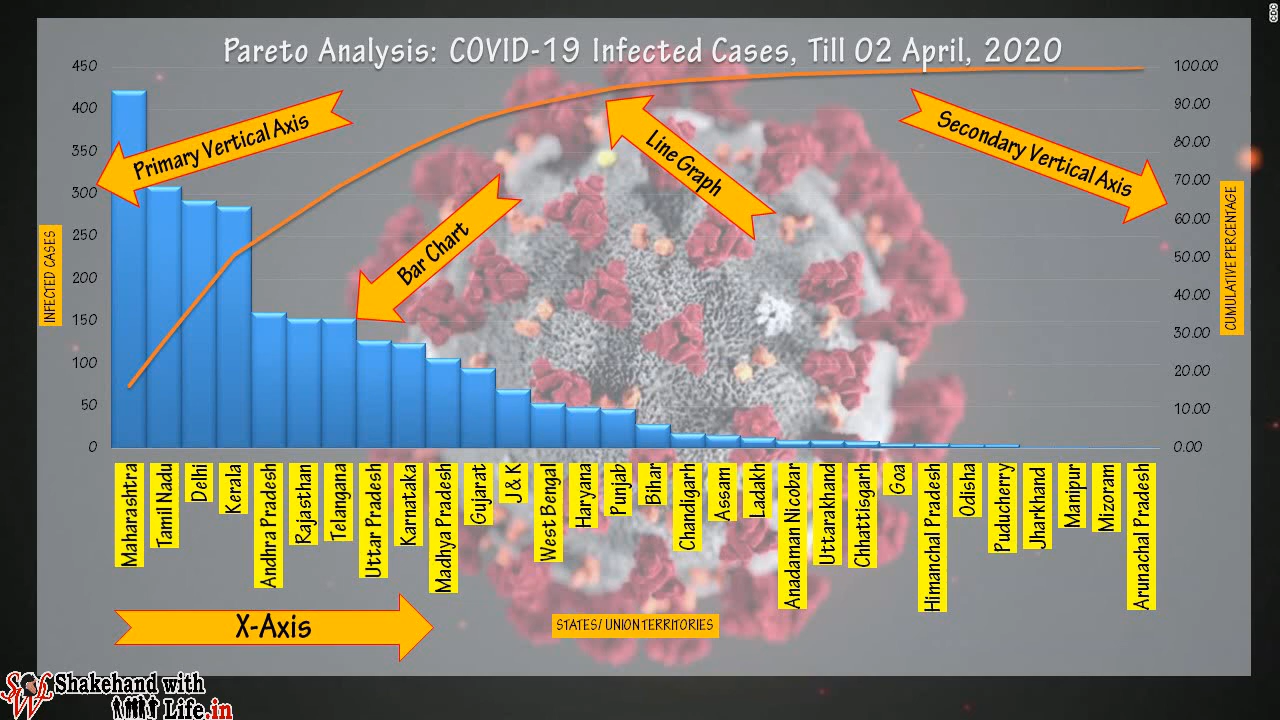 CDC
Pareto Analysis: COVID-19 Infected Cases, Till 02 April, 2020
450
400
350
300
250
200
150
100
50
0
100.00
90.00
80.00
70.00
60.00
50.00
40.00
30.00
20.00
10.00
0.00
Primary Vertical Axis
Bar Chart
Line Graph
Secondary Vertical Axis
INFECTED CASES
CUMULATIVE PERCENTAGE
Maharashtra
Tamil Nadu
Delhi
Kerala
Andhra Pradesh
Rajasthan
Telangana
Uttar Pradesh
Karnataka
Madhya Pradesh
Gujarat
J & K
West Bengal
Haryana
Punjab
Bihar
Chandigarh
Assam
Ladakh
Anadaman Nicobar
Uttarakhand
Chhattisgarh
Goa
Himanchal Pradesh
Odisha
Puducherry
Jharkhand
Manipur
Mizoram
Arunachal Pradesh
X-Axis
STATES/ UNION TERRITORIES
Shakehand with
Life.in